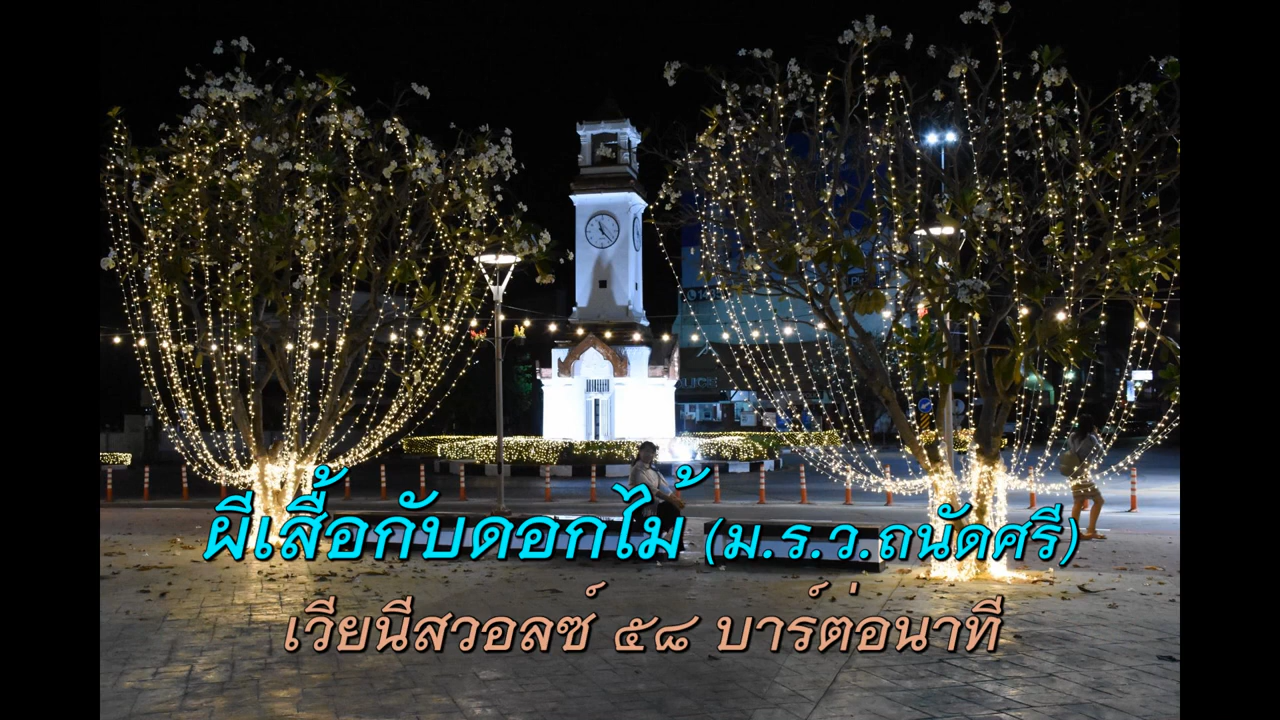 ผีเสื้อกับดอกไม้ (ม.ร.ว.ถนัดศรี)
เวียนนีสวอลซ์ ๕๘ บาร์ต่อนาที